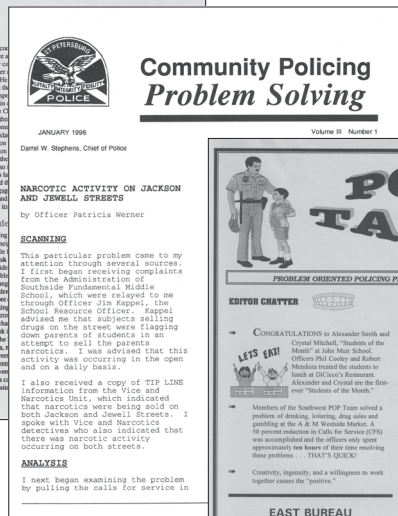 ST. PETERSBURG
LOYALTY INTEGRITY FIDELITY
POLICE
Community Policing
Problem Solving
JANUARY 1996
Volume III Number 1
Darrel W. Stephens, Chief of Police
NARCOTIC ACTIVITY ON JACKSON
AND JEWELL STREETS
by Officer Patricia Werner
SCANNING
This particular problem came to my
attention through several sources.
I first began receiving complaints
from the Administration of
Southside Fundamental Middle
School, which were relayed to me
through Officer Jim Kappel, the
School Resource Officer. Kappel
advised me that subjects selling
drugs on the street were flagging
down parents of students in an
attempt to sell the parents
narcotics. I was advised that this
activity was occurring in the open
and on a daily basis.
I also received a copy of TIP LINE
information from the Vice and
Narcotics Unit, which indicated
that narcotics were being sold on
both Jackson and Jewell Streets. I
spoke with Vice and Narcotics
detectives who also indicated that
there was narcotic activity
occurring on both streets.
ANALYSIS
I next began examining the problem
by pulling the calls for service in
PO
TA
PROBLEM ORIENTED POLICING P
EDITOR CHATTER
CONGRATULATIONS to Alexander Smith and
Crystal Mitchell, "Students of the
Month" at John Muir School.
Officers Phil Cooley and Robert
Mendoza treated the students to
lunch at DiCicco's Restaurant.
Alexander and Crystal are the first-
ever "Students of the Month."
LETS EAT!
Members of the Southwest POP Team solved a
problem of drinking, loitering, drug sales and
gambling at the A & M Westside Market. A
50 percent reduction in Calls for Service (CFS)
was accomplished and the officers only spent
approximately ten hours of their time resolving
these problems . . . THAT'S QUICK!
Creativity, ingenuity, and a willingness to work
together causes the "positive."
EAST BUREAU